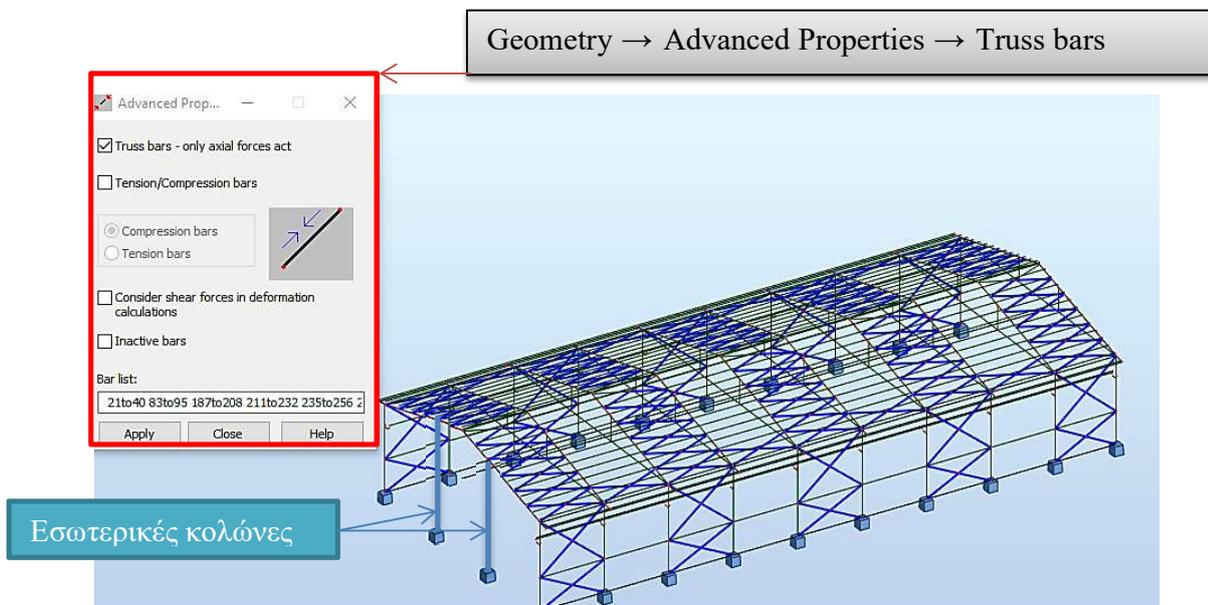 Geometry → Advanced Properties → Truss bars
Advanced Prop...
Truss bars - only axial forces act
Tension/Compression bars
Compression bars
Tension bars
Consider shear forces in deformation
calculations
Inactive bars
Bar list:
21to40 83to95 187to208 211to232 235to256 2
Apply Close Help
Εσωτερικές κολώνες